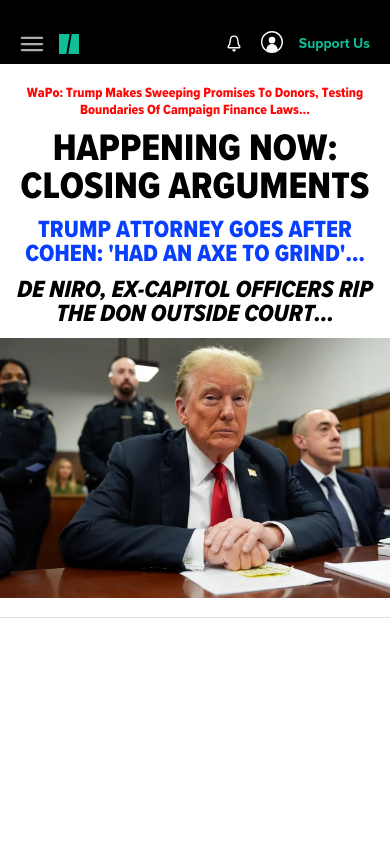 Support Us
WaPo: Trump Makes Sweeping Promises To Donors, Testing
Boundaries Of Campaign Finance Laws...
HAPPENING NOW:
CLOSING ARGUMENTS
TRUMP ATTORNEY GOES AFTER
COHEN: 'HAD AN AXE TO GRIND'...
DE NIRO, EX-CAPITOL OFFICERS RIP
THE DON OUTSIDE COURT...